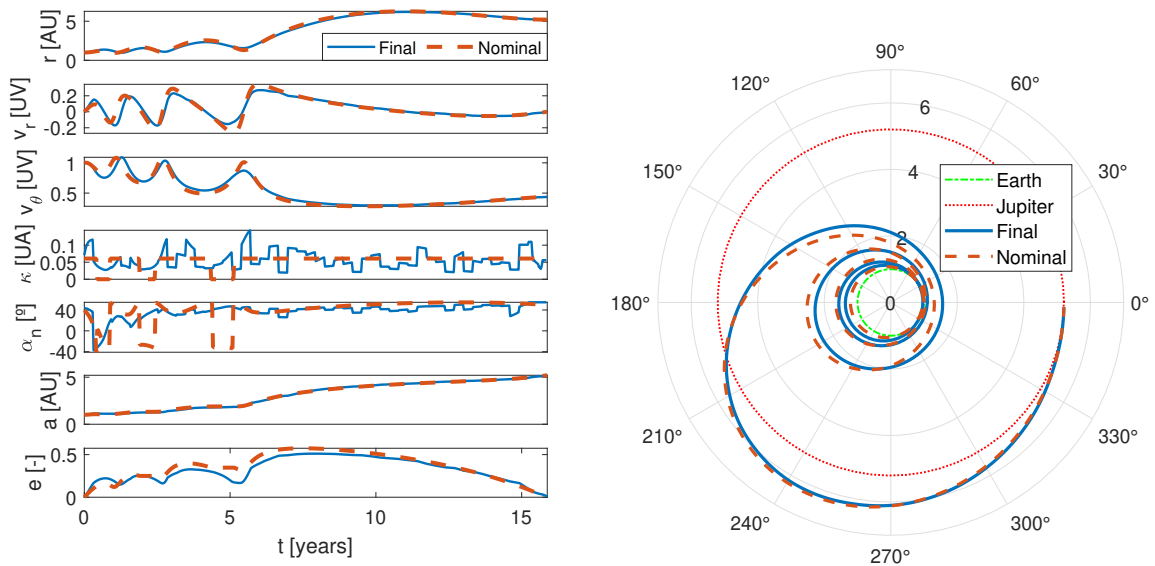 r [AU]
5
0
Final
Nominal
v_r [UV]
0.2
0
-0.2
v_θ [UV]
1
0.5
κ [UA]
0.1
0.05
0
α_n [º]
40
0
-40
a [AU]
5
0
e [-]
0.5
0
0
5
10
15
t [years]
90°
120°
60°
6
150°
30°
4
Earth
Jupiter
Final
Nominal
2
180°
0
0°
210°
330°
240°
300°
270°